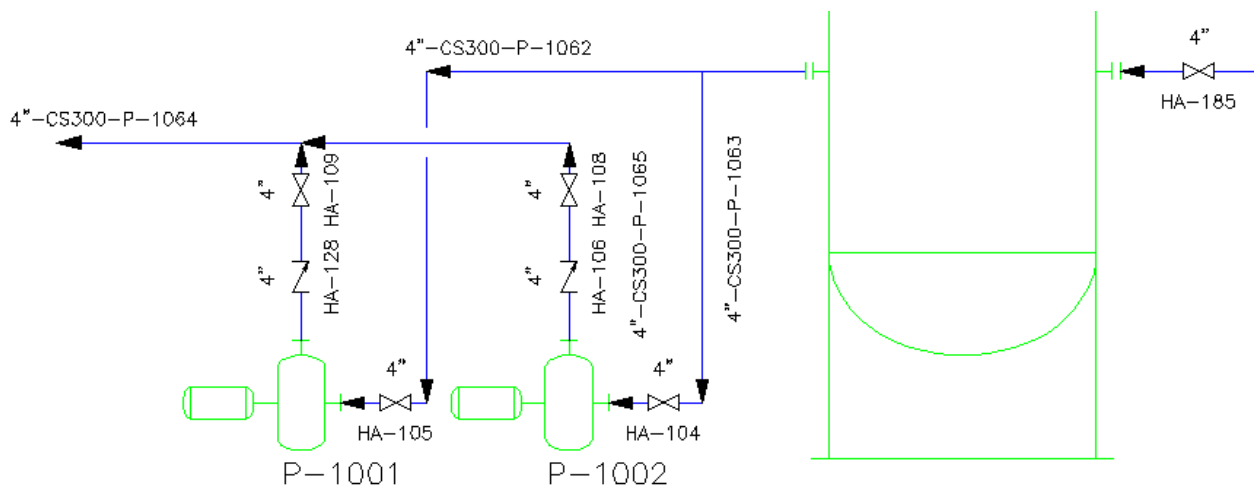 4"-CS300-P-1062
4"
HA-185
4"-CS300-P-1064
4"
HA-109
4"
HA-108
4"
HA-128
4"
HA-106
4"-CS300-P-1065
4"-CS300-P-1063
4"
HA-105
4"
HA-104
P-1001
P-1002